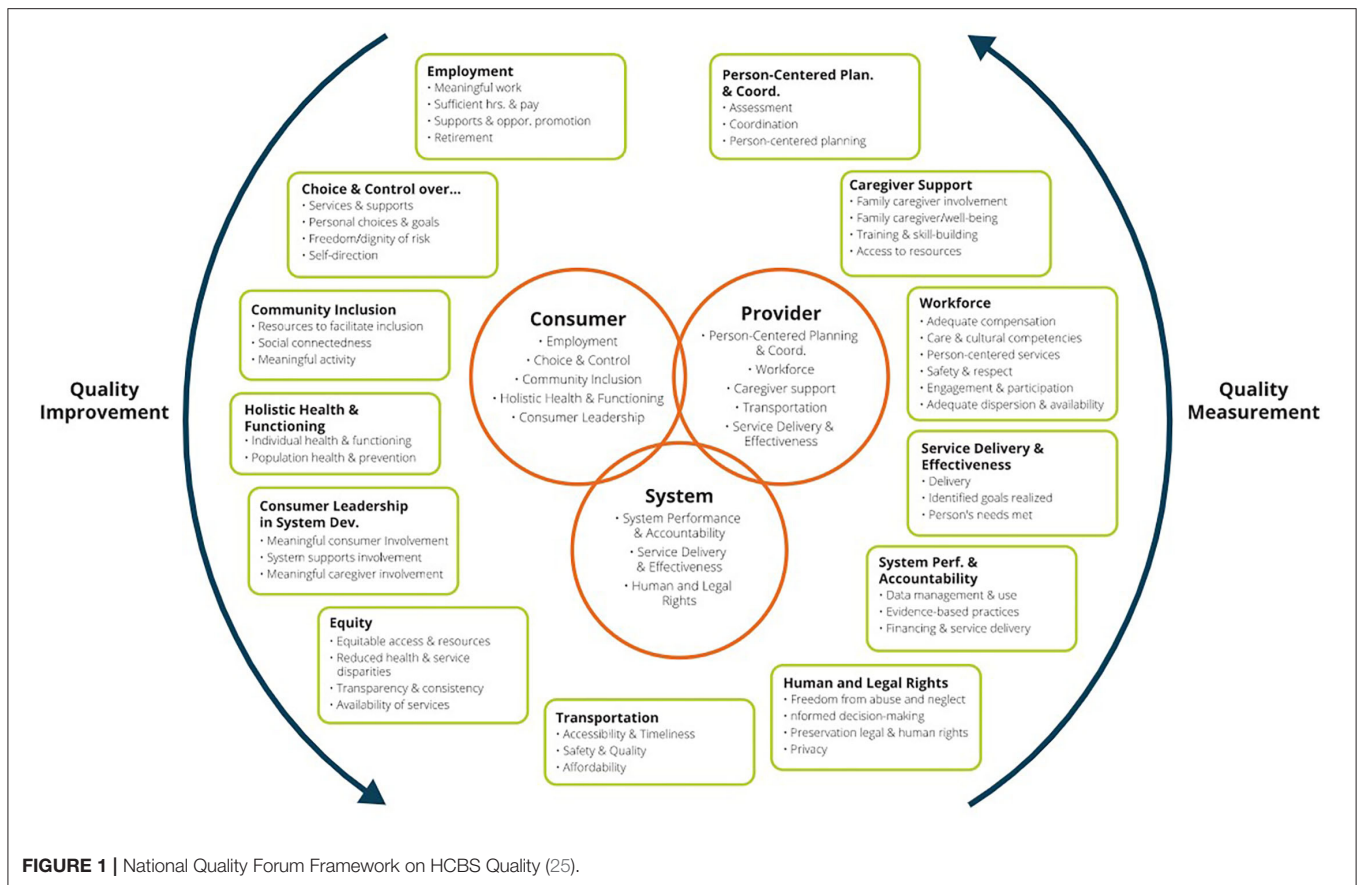 Employment
• Meaningful work
• Sufficient hrs. & pay
• Supports & oppor. promotion
• Retirement
Person-Centered Plan.
& Coord.
• Assessment
• Coordination
• Person-centered planning
Choice & Control over...
• Services & supports
• Personal choices & goals
• Freedom/dignity of risk
• Self-direction
Caregiver Support
• Family caregiver involvement
• Family caregiver/well-being
• Training & skill-building
• Access to resources
Community Inclusion
• Resources to facilitate inclusion
• Social connectedness
• Meaningful activity
Consumer
• Employment
• Choice & Control
• Community Inclusion
• Holistic Health & Functioning
• Consumer Leadership
Provider
• Person-Centered Planning
& Coord.
• Workforce
• Caregiver support
• Transportation
• Service Delivery &
Effectiveness
Workforce
• Adequate compensation
• Care & cultural competencies
• Person-centered services
• Safety & respect
• Engagement & participation
• Adequate dispersion & availability
Quality
Improvement
Quality
Measurement
Holistic Health &
Functioning
• Individual health & functioning
• Population health & prevention
Service Delivery &
Effectiveness
• Delivery
• Identified goals realized
• Person's needs met
Consumer Leadership
in System Dev.
• Meaningful consumer Involvement
• System supports involvement
• Meaningful caregiver involvement
System
• System Performance
& Accountability
• Service Delivery
& Effectiveness
• Human and Legal
Rights
System Perf. &
Accountability
• Data management & use
• Evidence-based practices
• Financing & service delivery
Equity
• Equitable access & resources
• Reduced health & service
disparities
• Transparency & consistency
• Availability of services
Human and Legal Rights
• Freedom from abuse and neglect
• nformed decision-making
• Preservation legal & human rights
• Privacy
Transportation
• Accessibility & Timeliness
• Safety & Quality
• Affordability
FIGURE 1 | National Quality Forum Framework on HCBS Quality (25).